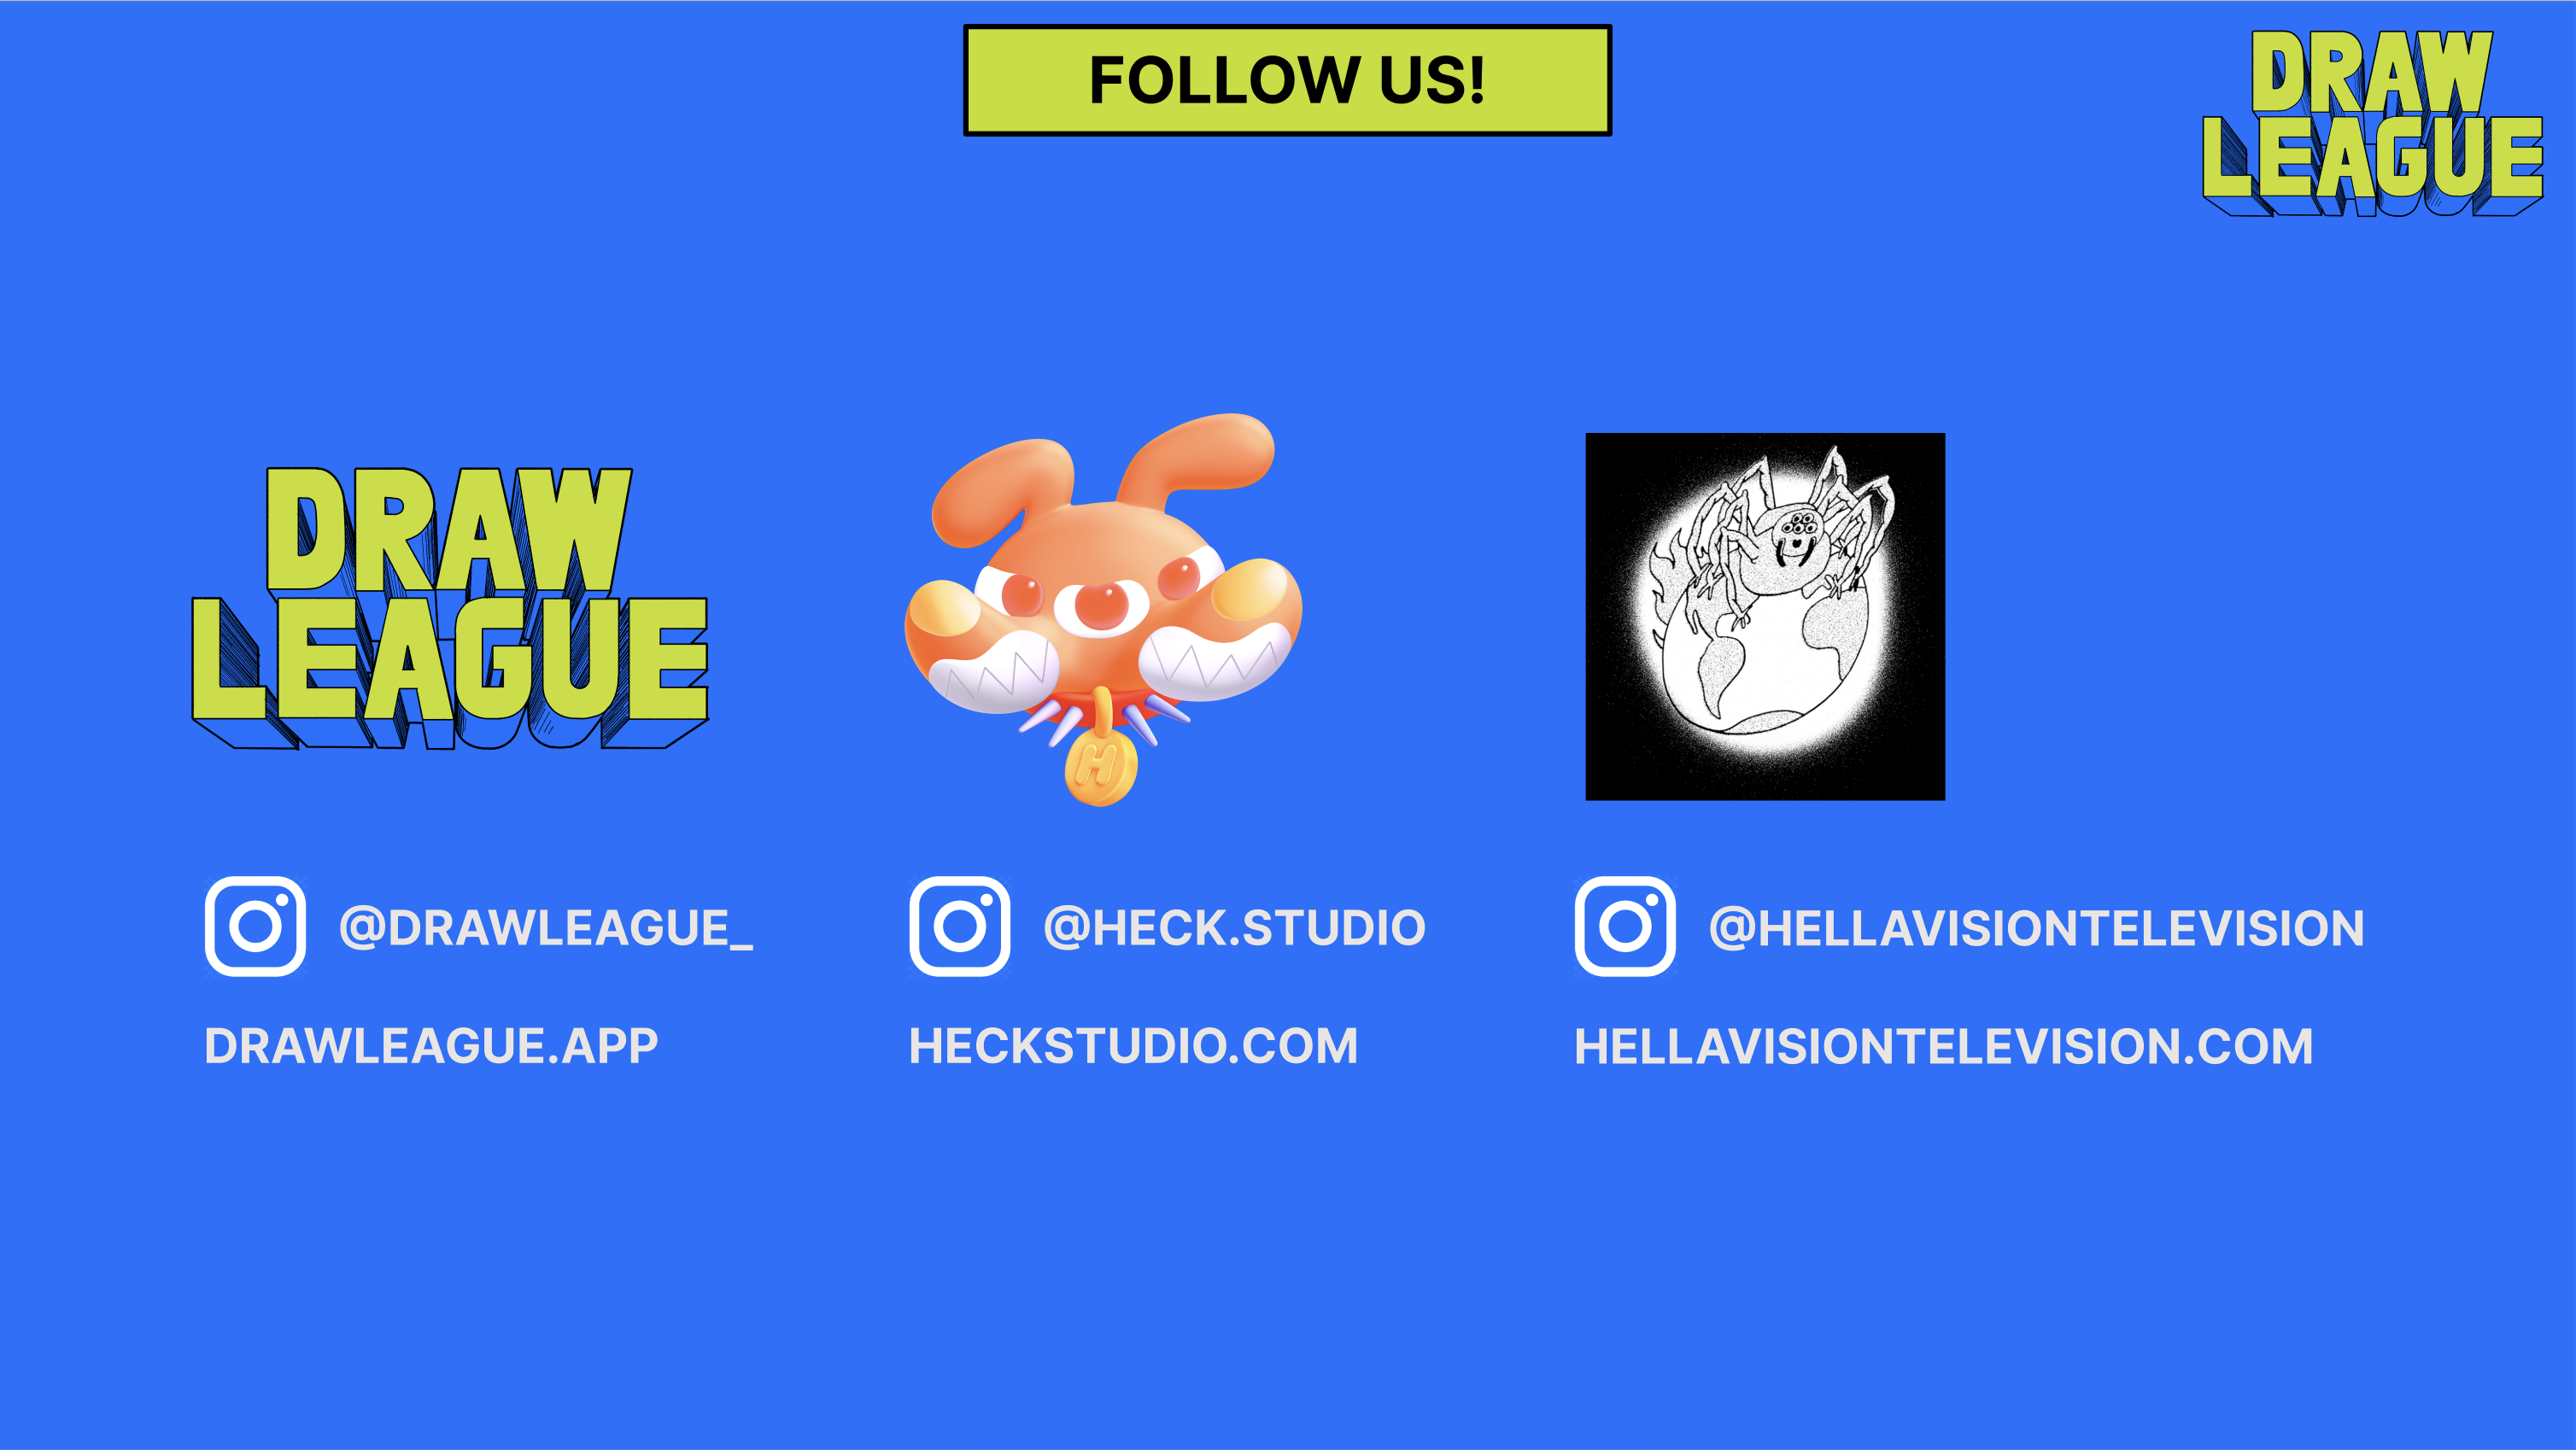 FOLLOW US!
DRAW
LEAGUE
DRAW
LEAGUE
H
@DRAWLEAGUE_
@HECK.STUDIO
@HELLAVISIONTELEVISION
DRAWLEAGUE.APP
HECKSTUDIO.COM
HELLAVISIONTELEVISION.COM